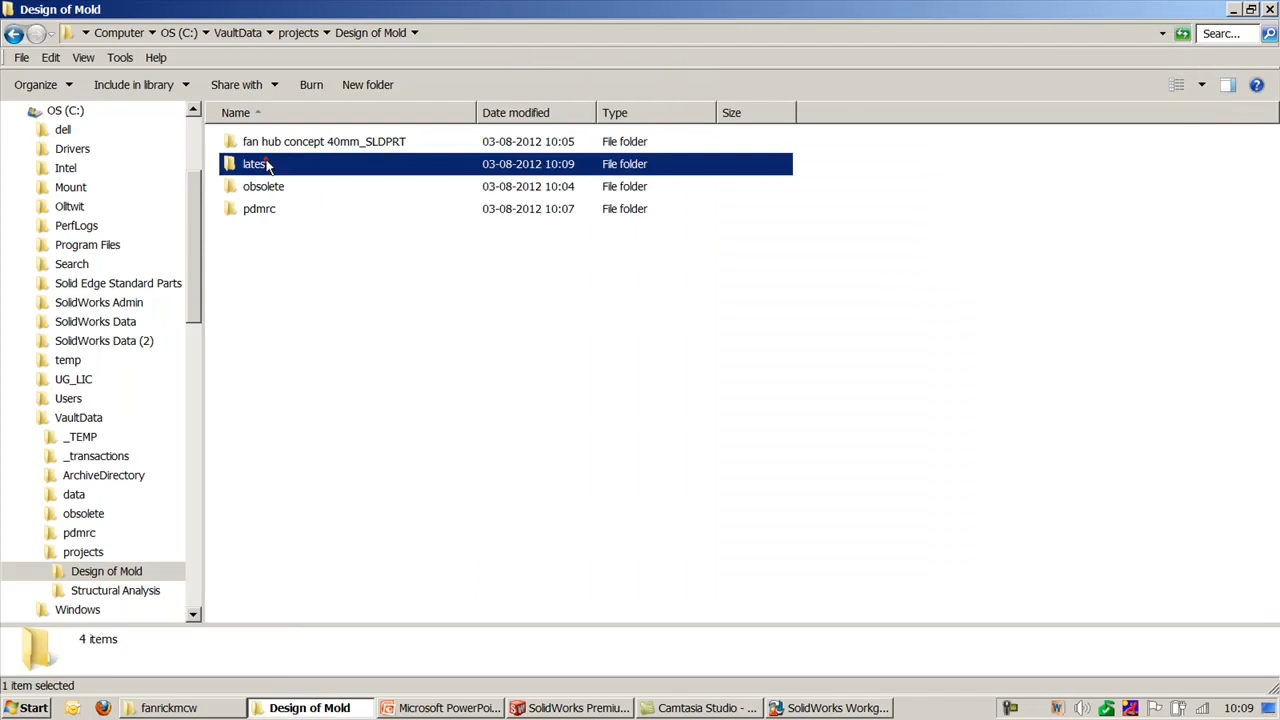 Design of Mold
Computer OS (C:) VaultData projects Design of Mold Searc...
File Edit View Tools Help
Organize Include in library Share with Burn New folder
OS (C:)
dell
Drivers
Intel
Mount
Olltwit
PerfLogs
Program Files
Search
Solid Edge Standard Parts
SolidWorks Admin
SolidWorks Data
SolidWorks Data (2)
temp
UG_LIC
Users
VaultData
_TEMP
_transactions
ArchiveDirectory
data
obsolete
pdmrc
projects
Design of Mold
Structural Analysis
Windows
Name Date modified Type Size
fan hub concept 40mm_SLDPRT 03-08-2012 10:05 File folder
latest 03-08-2012 10:09 File folder
obsolete 03-08-2012 10:04 File folder
pdmrc 03-08-2012 10:07 File folder
4 items
1 item selected
Start fanrickmcw Design of Mold Microsoft PowerPoi... SolidWorks Premiu... Camtasia Studio - ... SolidWorks Workg... 10:09